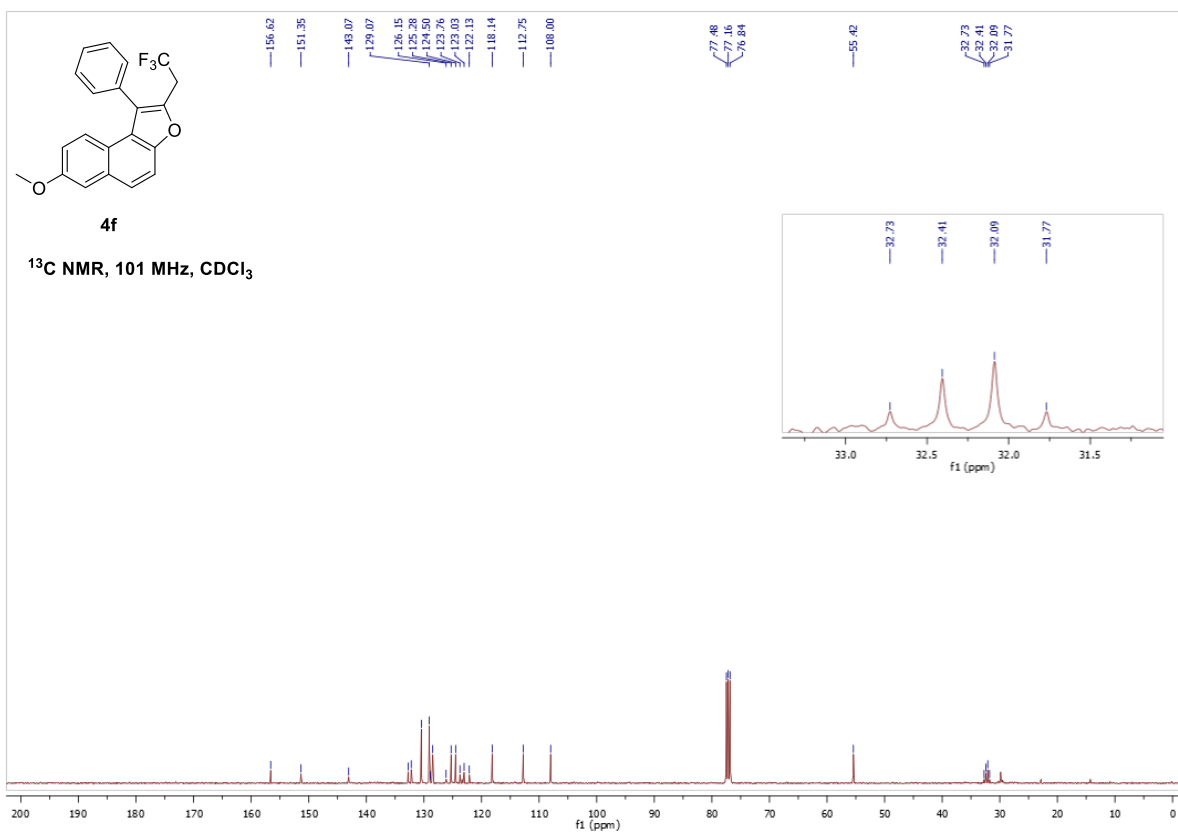 156.62
151.35
143.07
129.07
126.15
125.28
124.50
123.76
123.03
122.13
118.14
112.75
108.00
77.48
77.16
76.84
55.42
32.73
32.41
32.09
31.77
F₃C
O
O
4f
¹³C NMR, 101 MHz, CDCl₃
32.73
32.41
32.09
31.77
33.0 32.5 32.0 31.5
f1 (ppm)
200 190 180 170 160 150 140 130 120 110 100 90 80 70 60 50 40 30 20 10 0
f1 (ppm)